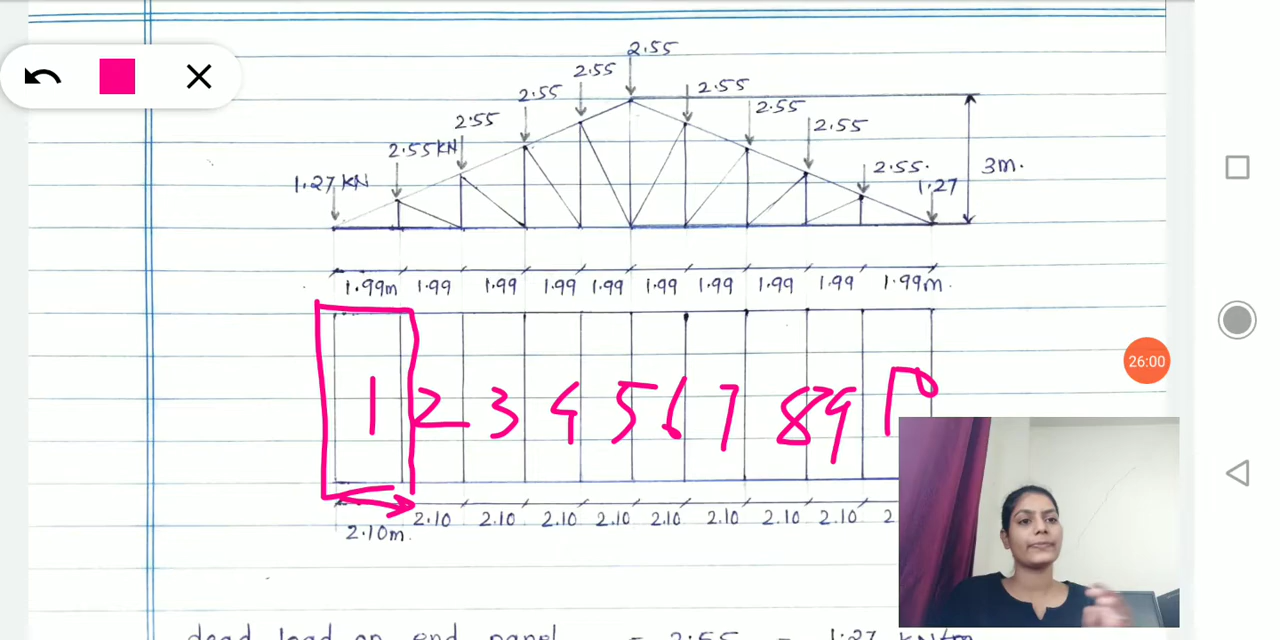 2.55
2.55 2.55
2.55 2.55
2.55 2.55
2.55KN 2.55.
1.27KN 1.27 3m.
1.99m 1.99 1.99 1.99 1.99 1.99 1.99 1.99 1.99 1.99m.
1 2 3 4 5 6 7 8 9 10
26:00
2.10m. 2.10 2.10 2.10 2.10 2.10 2.10 2.10 2.10 2
dead load on end panel = 2.55 = 1.27 KN/m